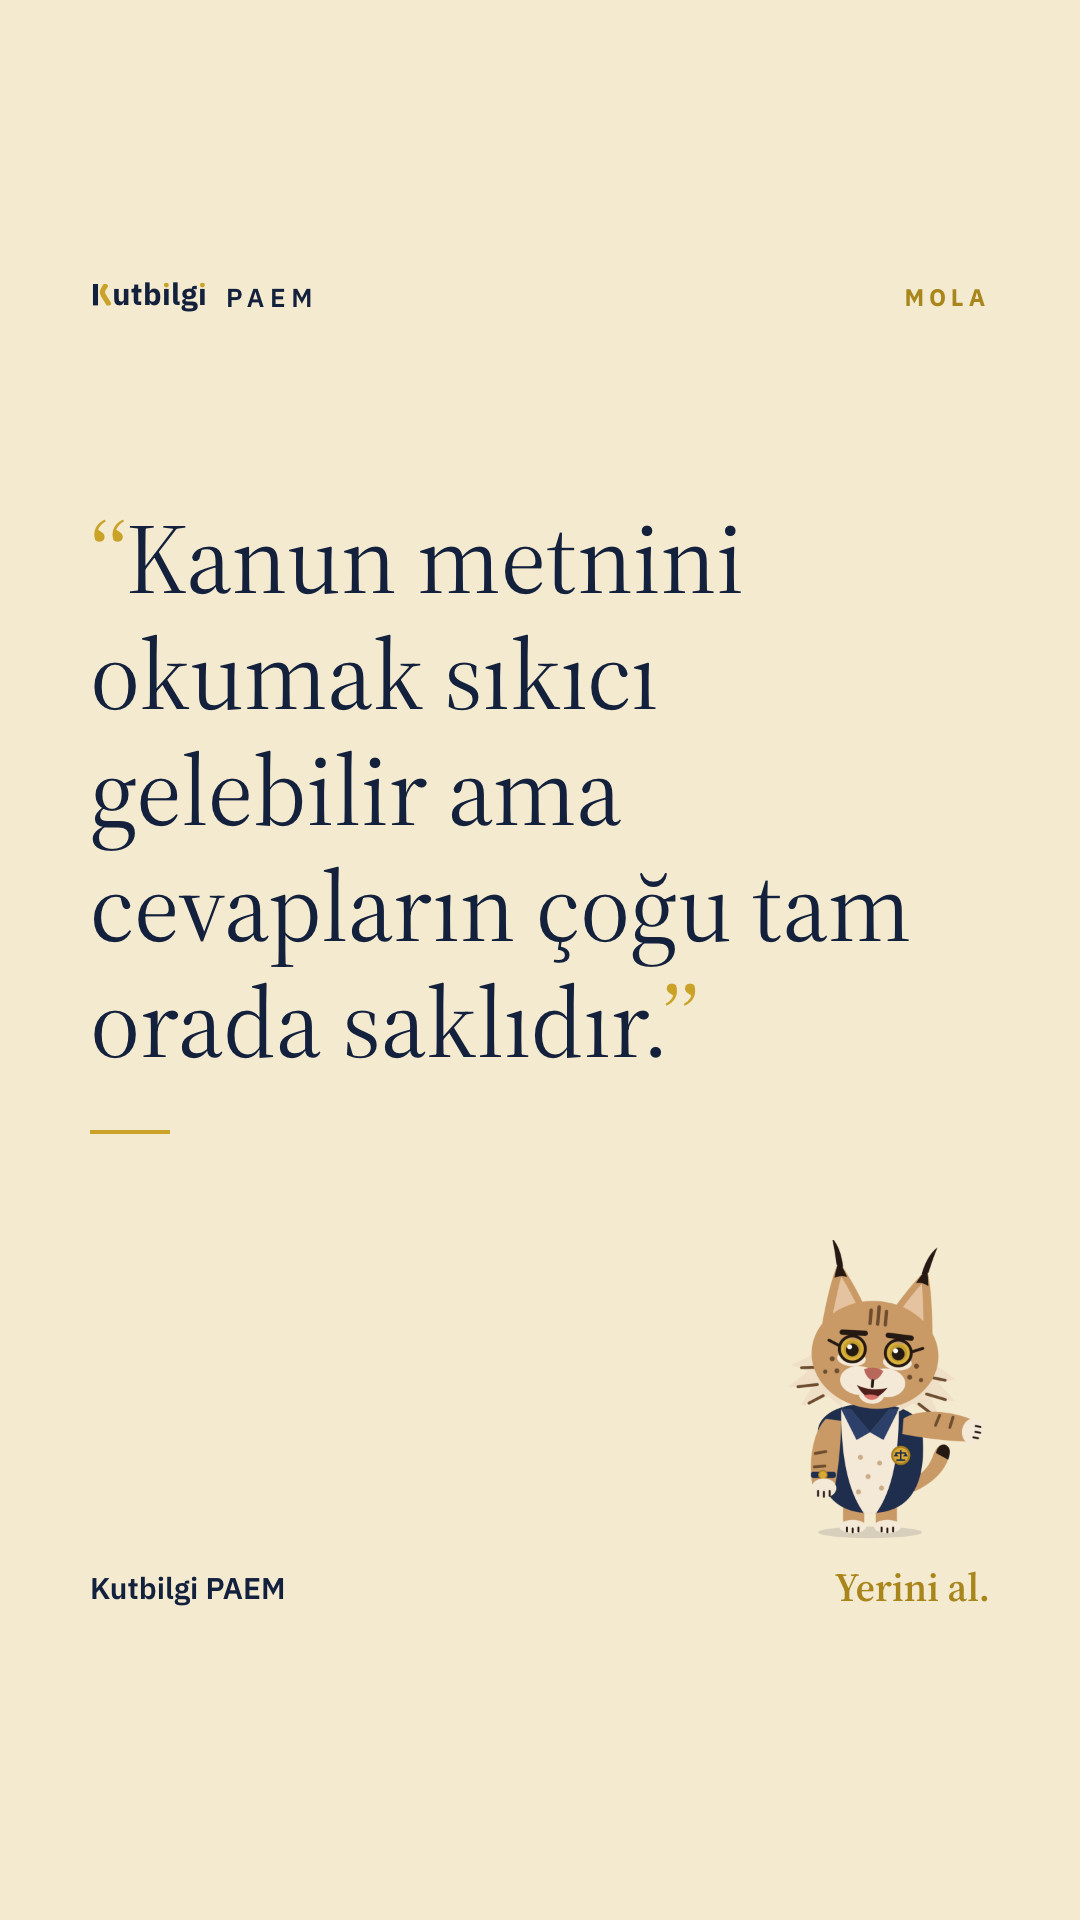 Kutbilgi PAEM
MOLA
“Kanun metnini
okumak sıkıcı
gelebilir ama
cevapların çoğu tam
orada saklıdır.”
Kutbilgi PAEM
Yerini al.